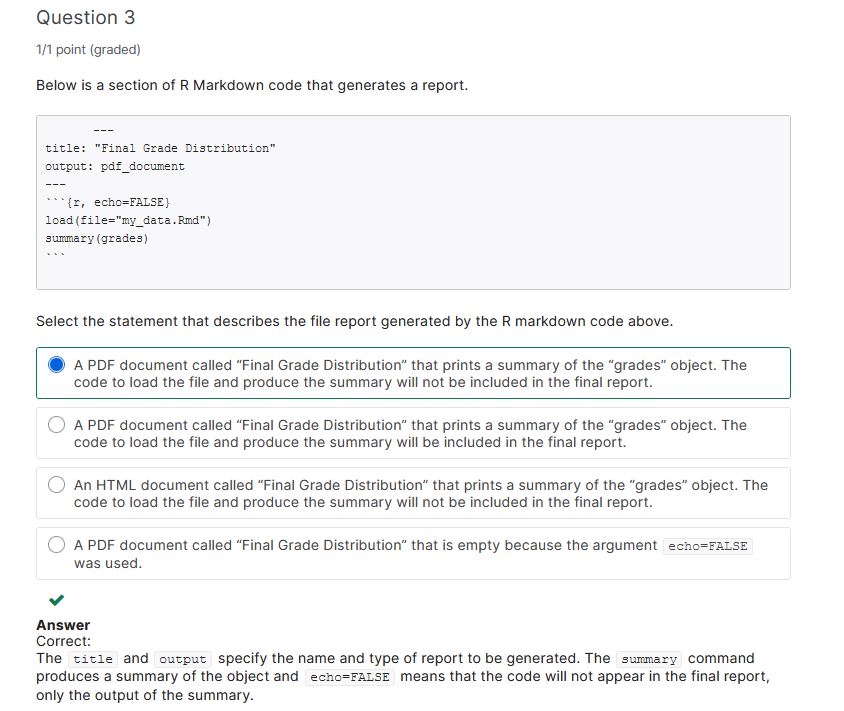 Question 3
1/1 point (graded)
Below is a section of R Markdown code that generates a report.
---
title: "Final Grade Distribution"
output: pdf_document
---
```{r, echo=FALSE}
load(file="my_data.Rmd")
summary(grades)
```
Select the statement that describes the file report generated by the R markdown code above.
A PDF document called “Final Grade Distribution” that prints a summary of the “grades” object. The
code to load the file and produce the summary will not be included in the final report.
A PDF document called “Final Grade Distribution” that prints a summary of the “grades” object. The
code to load the file and produce the summary will be included in the final report.
An HTML document called “Final Grade Distribution” that prints a summary of the “grades” object. The
code to load the file and produce the summary will not be included in the final report.
A PDF document called “Final Grade Distribution” that is empty because the argument echo=FALSE
was used.
Answer
Correct:
The title and output specify the name and type of report to be generated. The summary command
produces a summary of the object and echo=FALSE means that the code will not appear in the final report,
only the output of the summary.